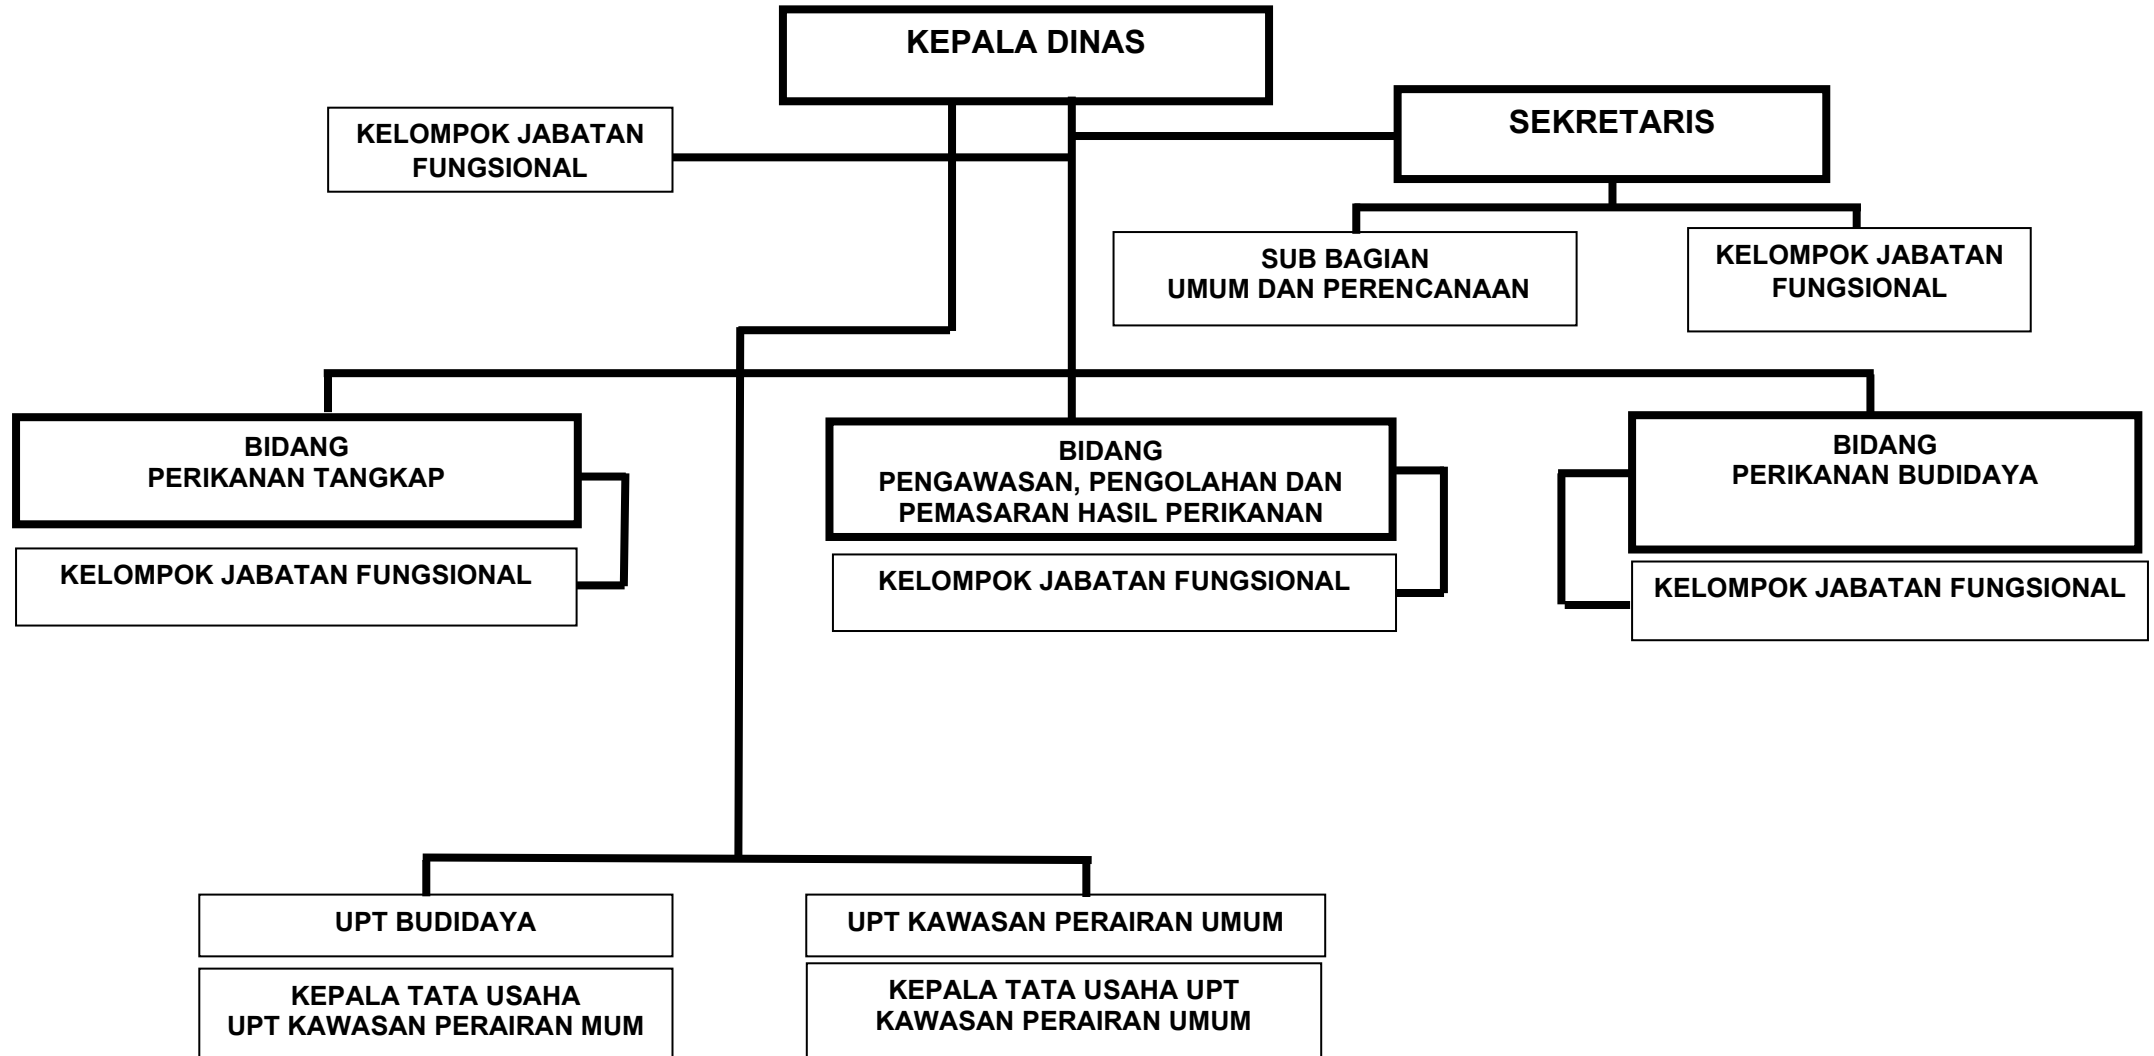 KEPALA DINAS
KELOMPOK JABATAN
FUNGSIONAL
SEKRETARIS
SUB BAGIAN
UMUM DAN PERENCANAAN
KELOMPOK JABATAN
FUNGSIONAL
BIDANG
PERIKANAN TANGKAP
KELOMPOK JABATAN FUNGSIONAL
BIDANG
PENGAWASAN, PENGOLAHAN DAN
PEMASARAN HASIL PERIKANAN
KELOMPOK JABATAN FUNGSIONAL
BIDANG
PERIKANAN BUDIDAYA
KELOMPOK JABATAN FUNGSIONAL
UPT BUDIDAYA
KEPALA TATA USAHA
UPT KAWASAN PERAIRAN MUM
UPT KAWASAN PERAIRAN UMUM
KEPALA TATA USAHA UPT
KAWASAN PERAIRAN UMUM